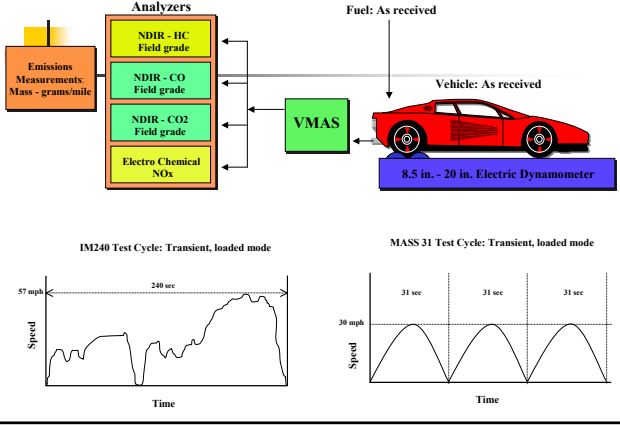 Analyzers
Fuel: As received
NDIR - HC
Field grade
Emissions
Measurements:
Mass - grams/mile
NDIR - CO
Field grade
Vehicle: As received
NDIR - CO2
Field grade
VMAS
Electro Chemical
NOx
8.5 in. - 20 in. Electric Dynamometer
IM240 Test Cycle: Transient, loaded mode
57 mph
240 sec
Speed
Time
MASS 31 Test Cycle: Transient, loaded mode
31 sec
31 sec
31 sec
30 mph
Speed
Time